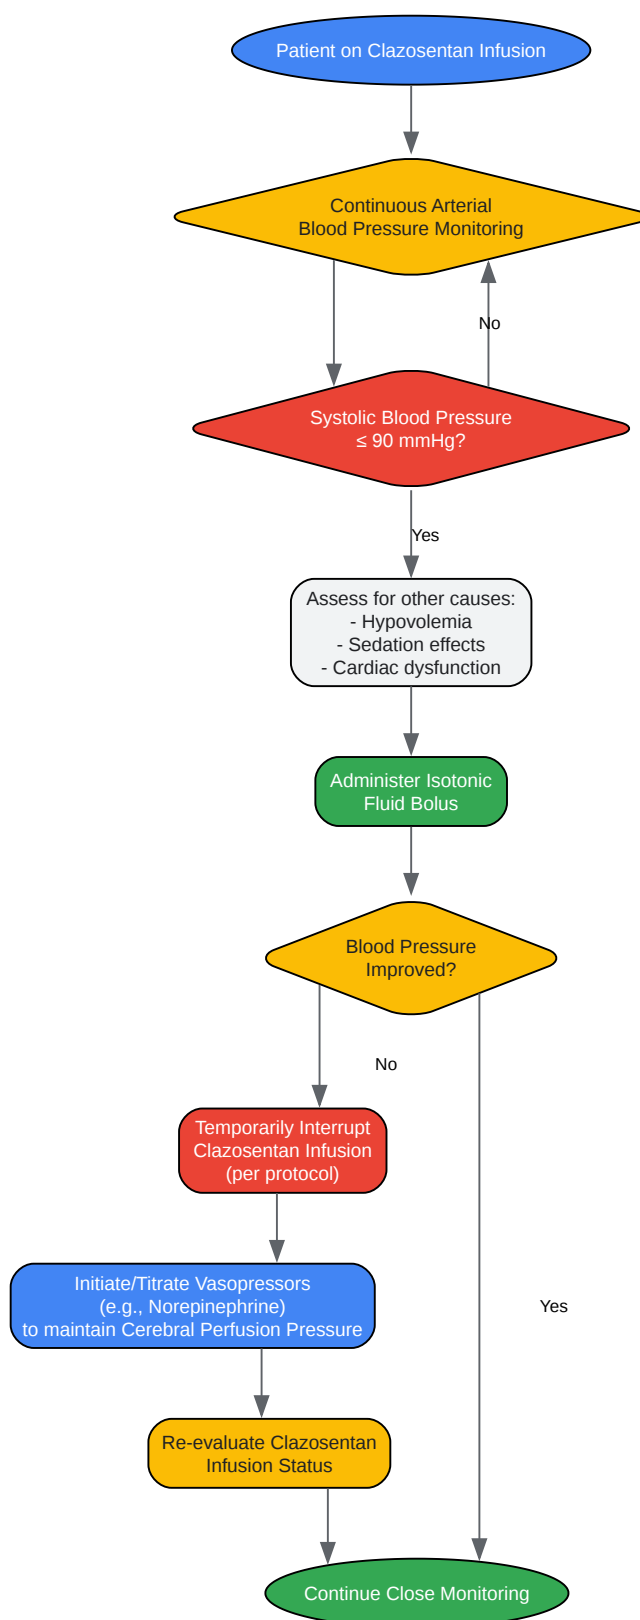 Patient on Clazosentan Infusion
Continuous Arterial
Blood Pressure Monitoring
No
Systolic Blood Pressure
≤ 90 mmHg?
Yes
Assess for other causes:
- Hypovolemia
- Sedation effects
- Cardiac dysfunction
Administer Isotonic
Fluid Bolus
Blood Pressure
Improved?
No
Temporarily Interrupt
Clazosentan Infusion
(per protocol)
Initiate/Titrate Vasopressors
(e.g., Norepinephrine)
to maintain Cerebral Perfusion Pressure
Yes
Re-evaluate Clazosentan
Infusion Status
Continue Close Monitoring